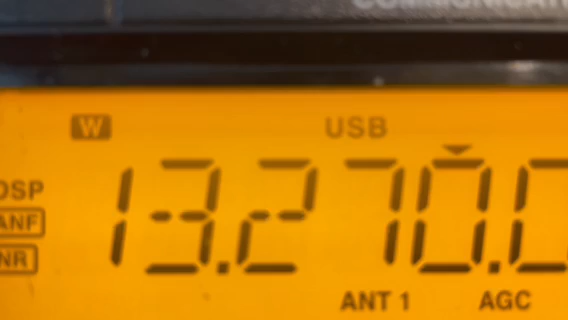 W USB
13.270.0
DSP
ANF
NR
ANT 1 AGC